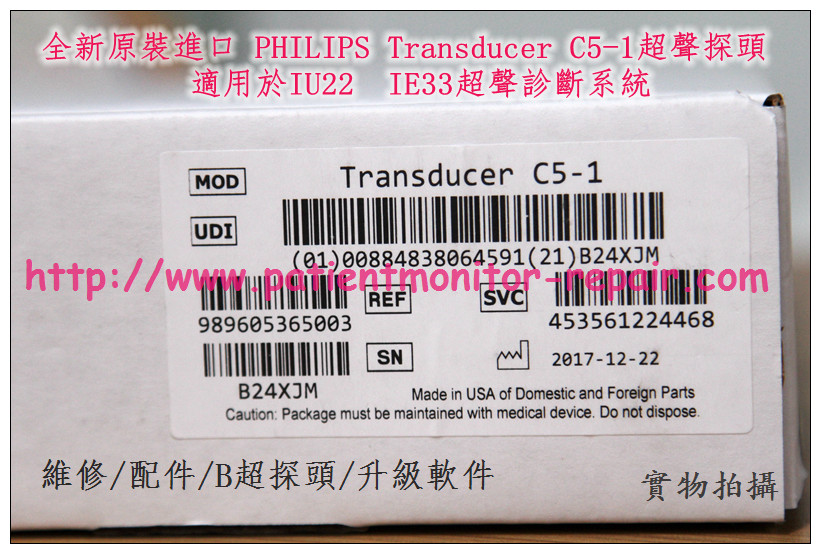 全新原裝進口 PHILIPS Transducer C5-1超聲探頭
適用於IU22 IE33超聲診斷系統
MOD Transducer C5-1
UDI
(01)00884838064591(21)B24XJM
http://www.patientmonitor-repair.com
REF SVC
989605365003 453561224468
SN 2017-12-22
B24XJM Made in USA of Domestic and Foreign Parts
Caution: Package must be maintained with medical device. Do not dispose.
維修/配件/B超探頭/升級軟件
實物拍攝